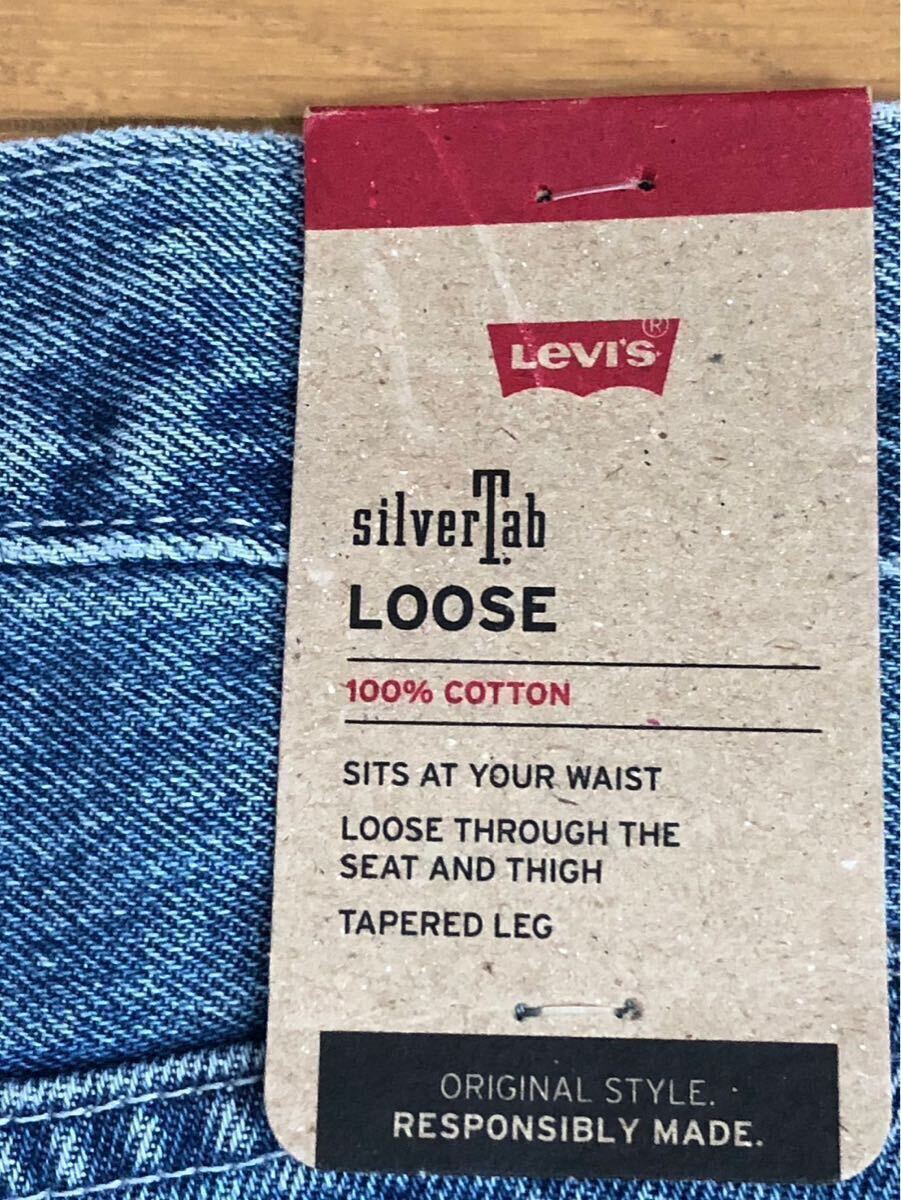 LEVI'S ®
silverTab
LOOSE
100% COTTON
SITS AT YOUR WAIST
LOOSE THROUGH THE
SEAT AND THIGH
TAPERED LEG
ORIGINAL STYLE.
RESPONSIBLY MADE.